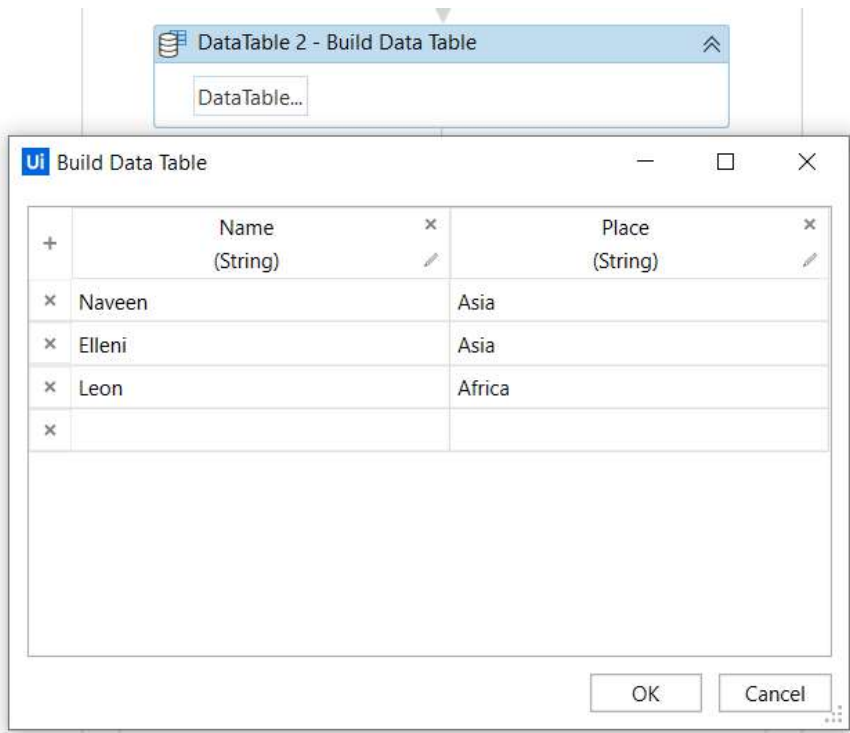 DataTable 2 - Build Data Table
DataTable...
Ui Build Data Table
Name Place
(String) (String)
Naveen Asia
Elleni Asia
Leon Africa
OK Cancel